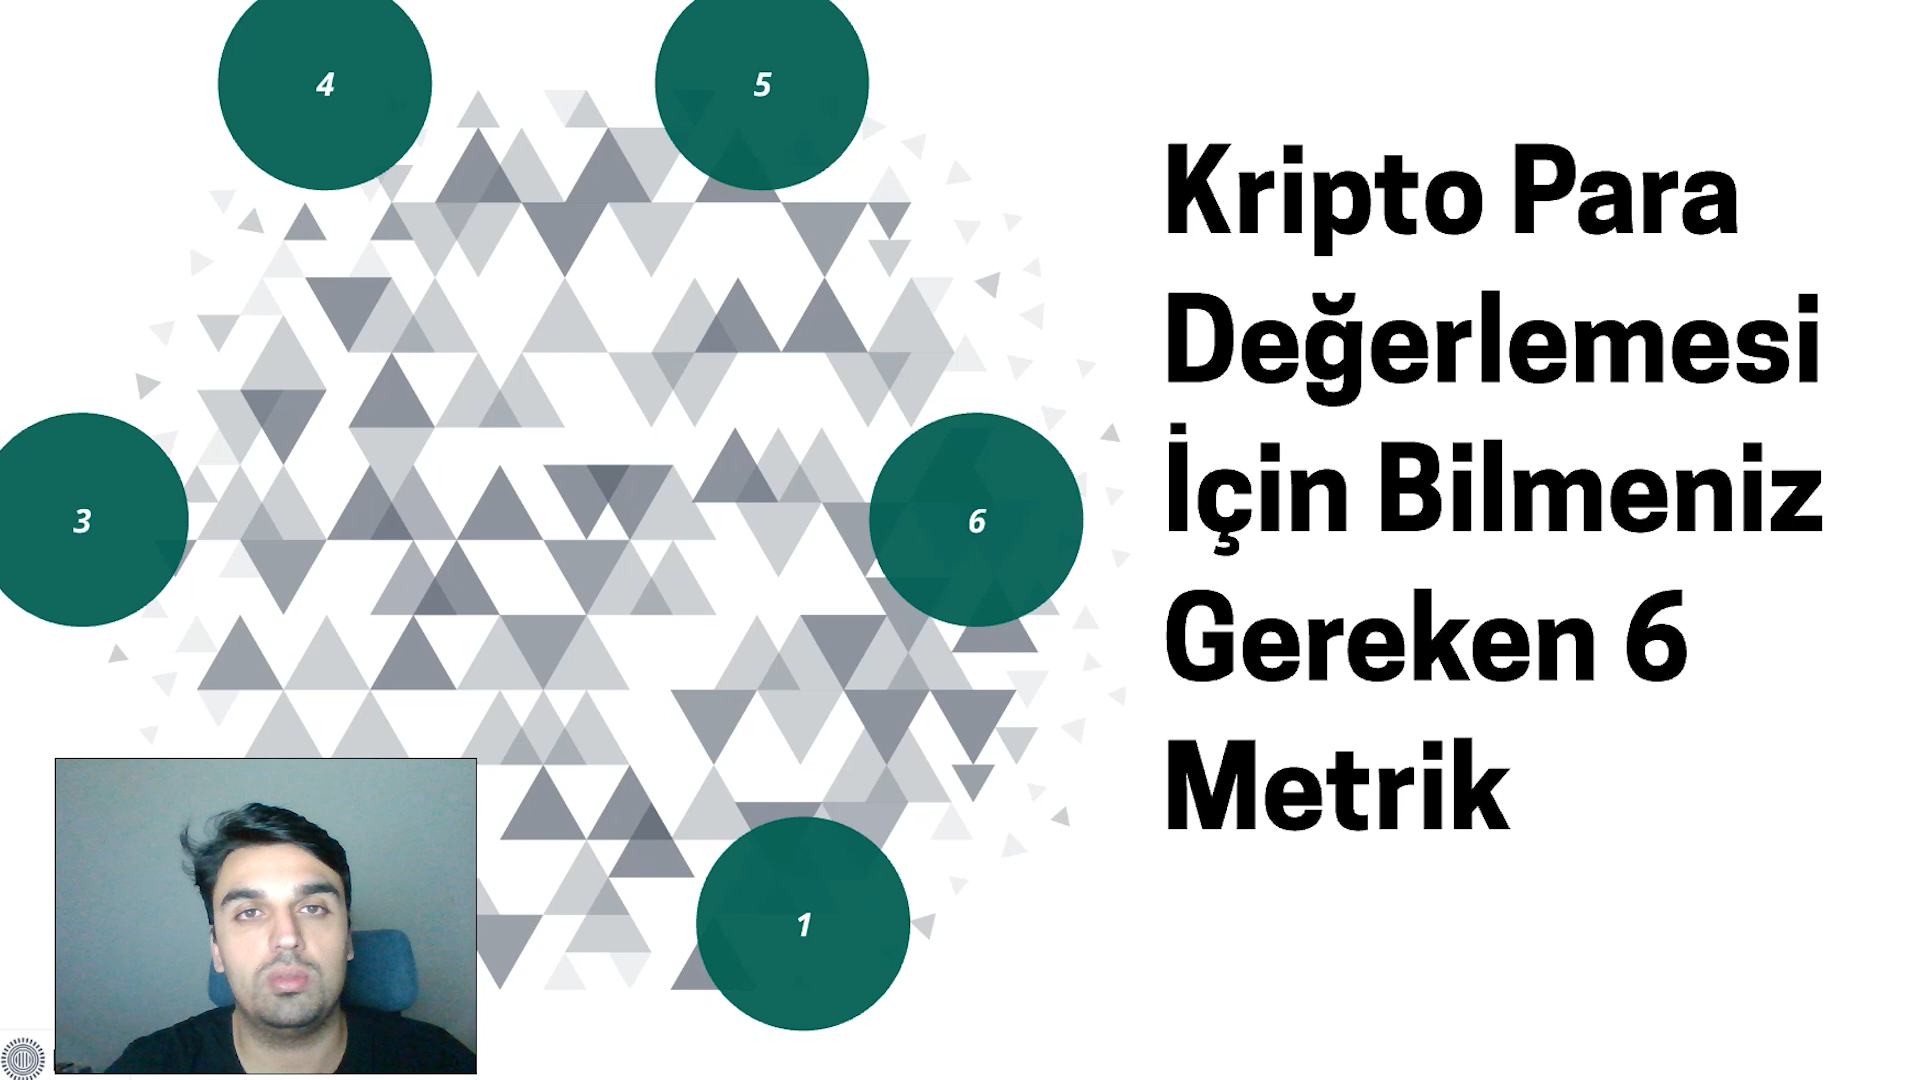 4
5
Kripto Para
Değerlemesi
İçin Bilmeniz
Gereken 6
Metrik
3
6
1